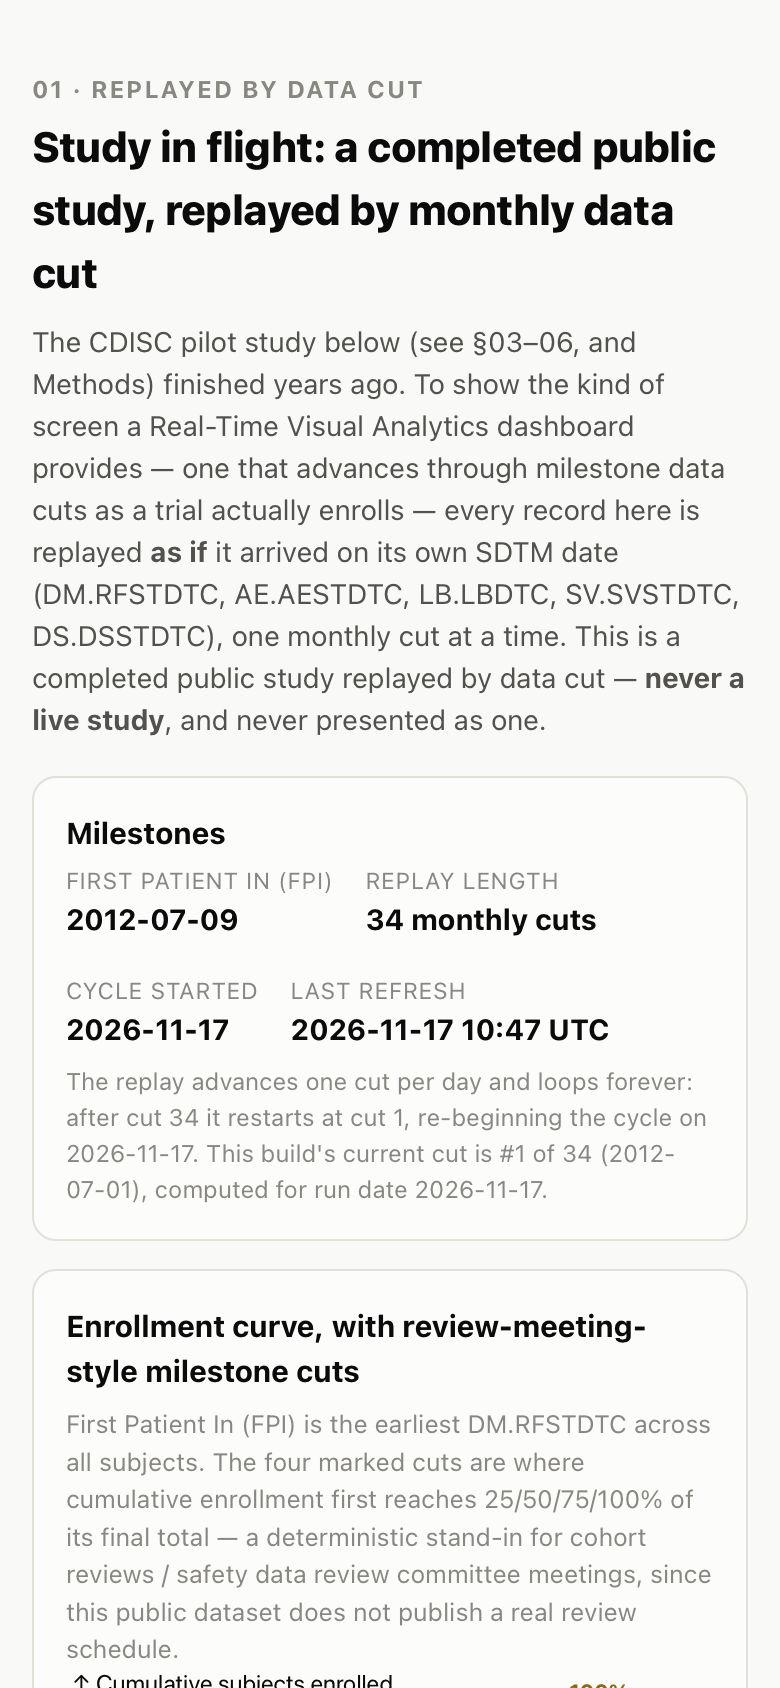 01 · REPLAYED BY DATA CUT
Study in flight: a completed public
study, replayed by monthly data
cut
The CDISC pilot study below (see §03–06, and
Methods) finished years ago. To show the kind of
screen a Real-Time Visual Analytics dashboard
provides — one that advances through milestone data
cuts as a trial actually enrolls — every record here is
replayed as if it arrived on its own SDTM date
(DM.RFSTDTC, AE.AESTDTC, LB.LBDTC, SV.SVSTDTC,
DS.DSSTDTC), one monthly cut at a time. This is a
completed public study replayed by data cut — never a
live study, and never presented as one.
Milestones
FIRST PATIENT IN (FPI) REPLAY LENGTH
2012-07-09 34 monthly cuts
CYCLE STARTED LAST REFRESH
2026-11-17 2026-11-17 10:47 UTC
The replay advances one cut per day and loops forever:
after cut 34 it restarts at cut 1, re-beginning the cycle on
2026-11-17. This build's current cut is #1 of 34 (2012-
07-01), computed for run date 2026-11-17.
Enrollment curve, with review-meeting-
style milestone cuts
First Patient In (FPI) is the earliest DM.RFSTDTC across
all subjects. The four marked cuts are where
cumulative enrollment first reaches 25/50/75/100% of
its final total — a deterministic stand-in for cohort
reviews / safety data review committee meetings, since
this public dataset does not publish a real review
schedule.
↑ Cumulative subjects enrolled
100%